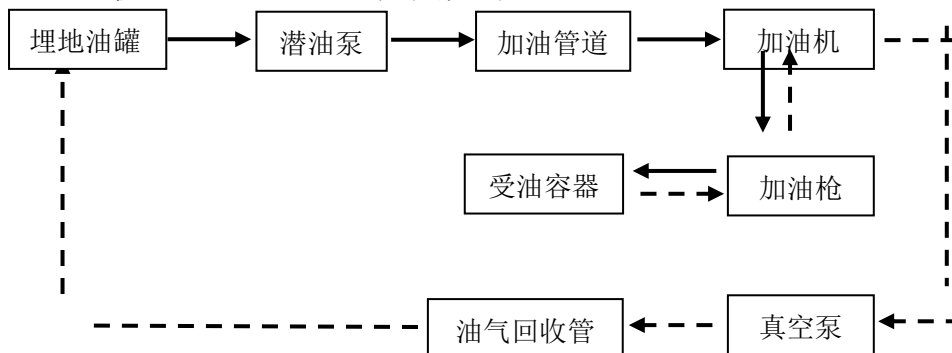 埋地油罐
潜油泵
加油管道
加油机
受油容器
加油枪
油气回收管
真空泵